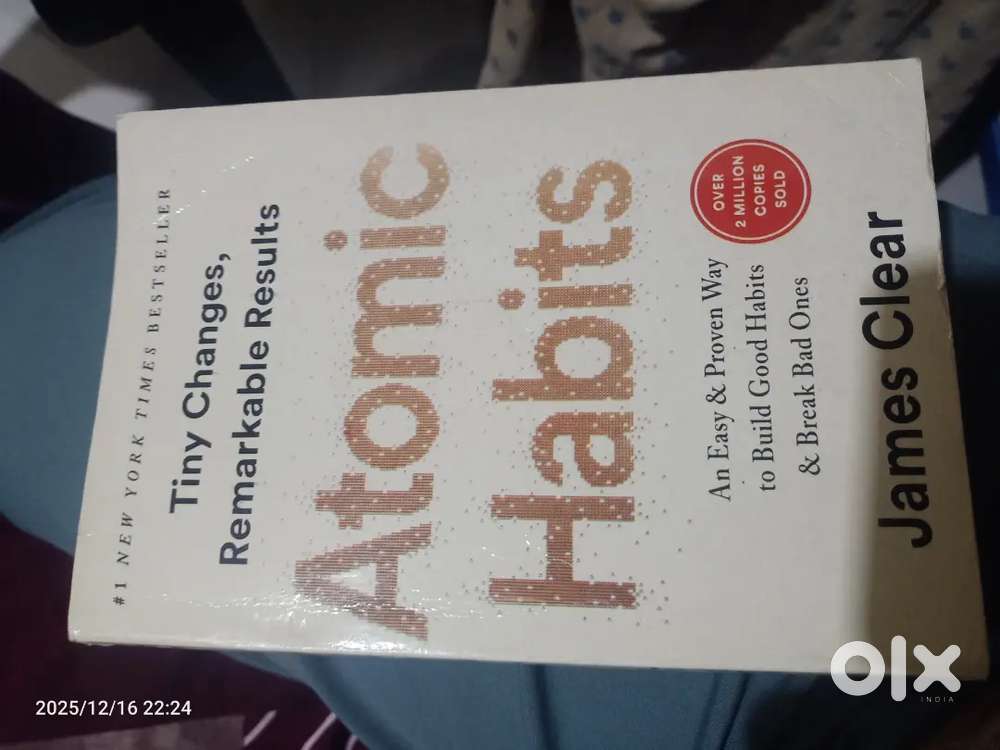 #1 NEW YORK TIMES BESTSELLER
Tiny Changes,
Remarkable Results
Atomic
Habits
OVER
2 MILLION
COPIES
SOLD
An Easy & Proven Way
to Build Good Habits
& Break Bad Ones
James Clear
2025/12/16 22:24
olx
INDIA